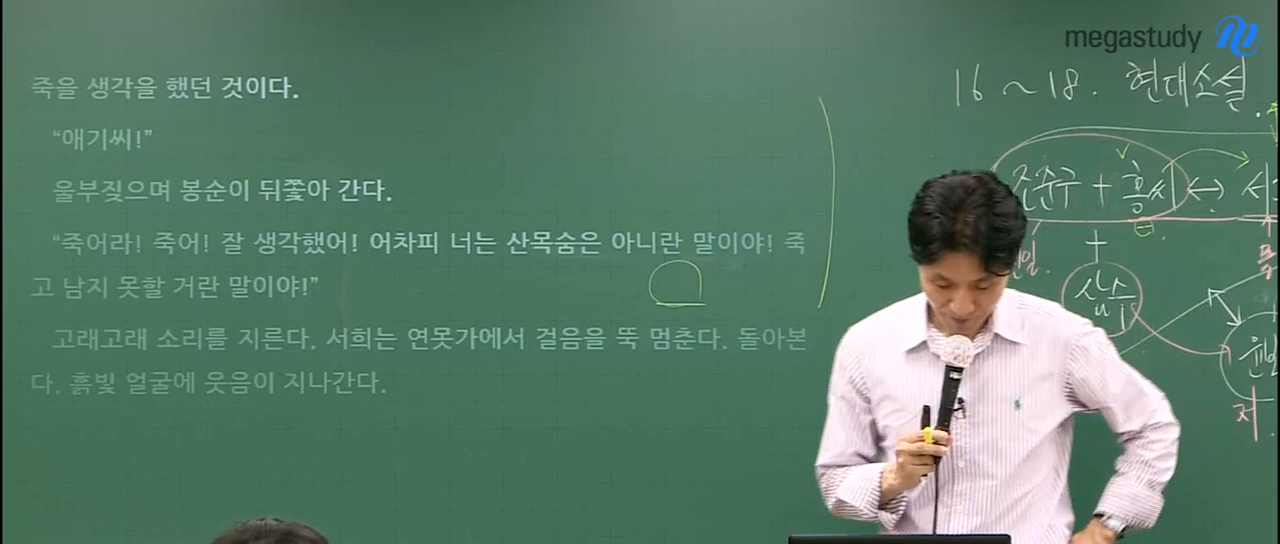 megastudy
죽을 생각을 했던 것이다.
“애기씨!”
울부짖으며 봉순이 뒤쫓아 간다.
“죽어라! 죽어! 잘 생각했어! 어차피 너는 산목숨은 아니란 말이야! 죽
고 남지 못할 거란 말이야!”
고래고래 소리를 지른다. 서희는 연못가에서 걸음을 뚝 멈춘다. 돌아본
다. 흙빛 얼굴에 웃음이 지나간다.
16 ~ 18. 현대소설.
조준구 + 홍씨 ↔ 서
+
삼수
저.